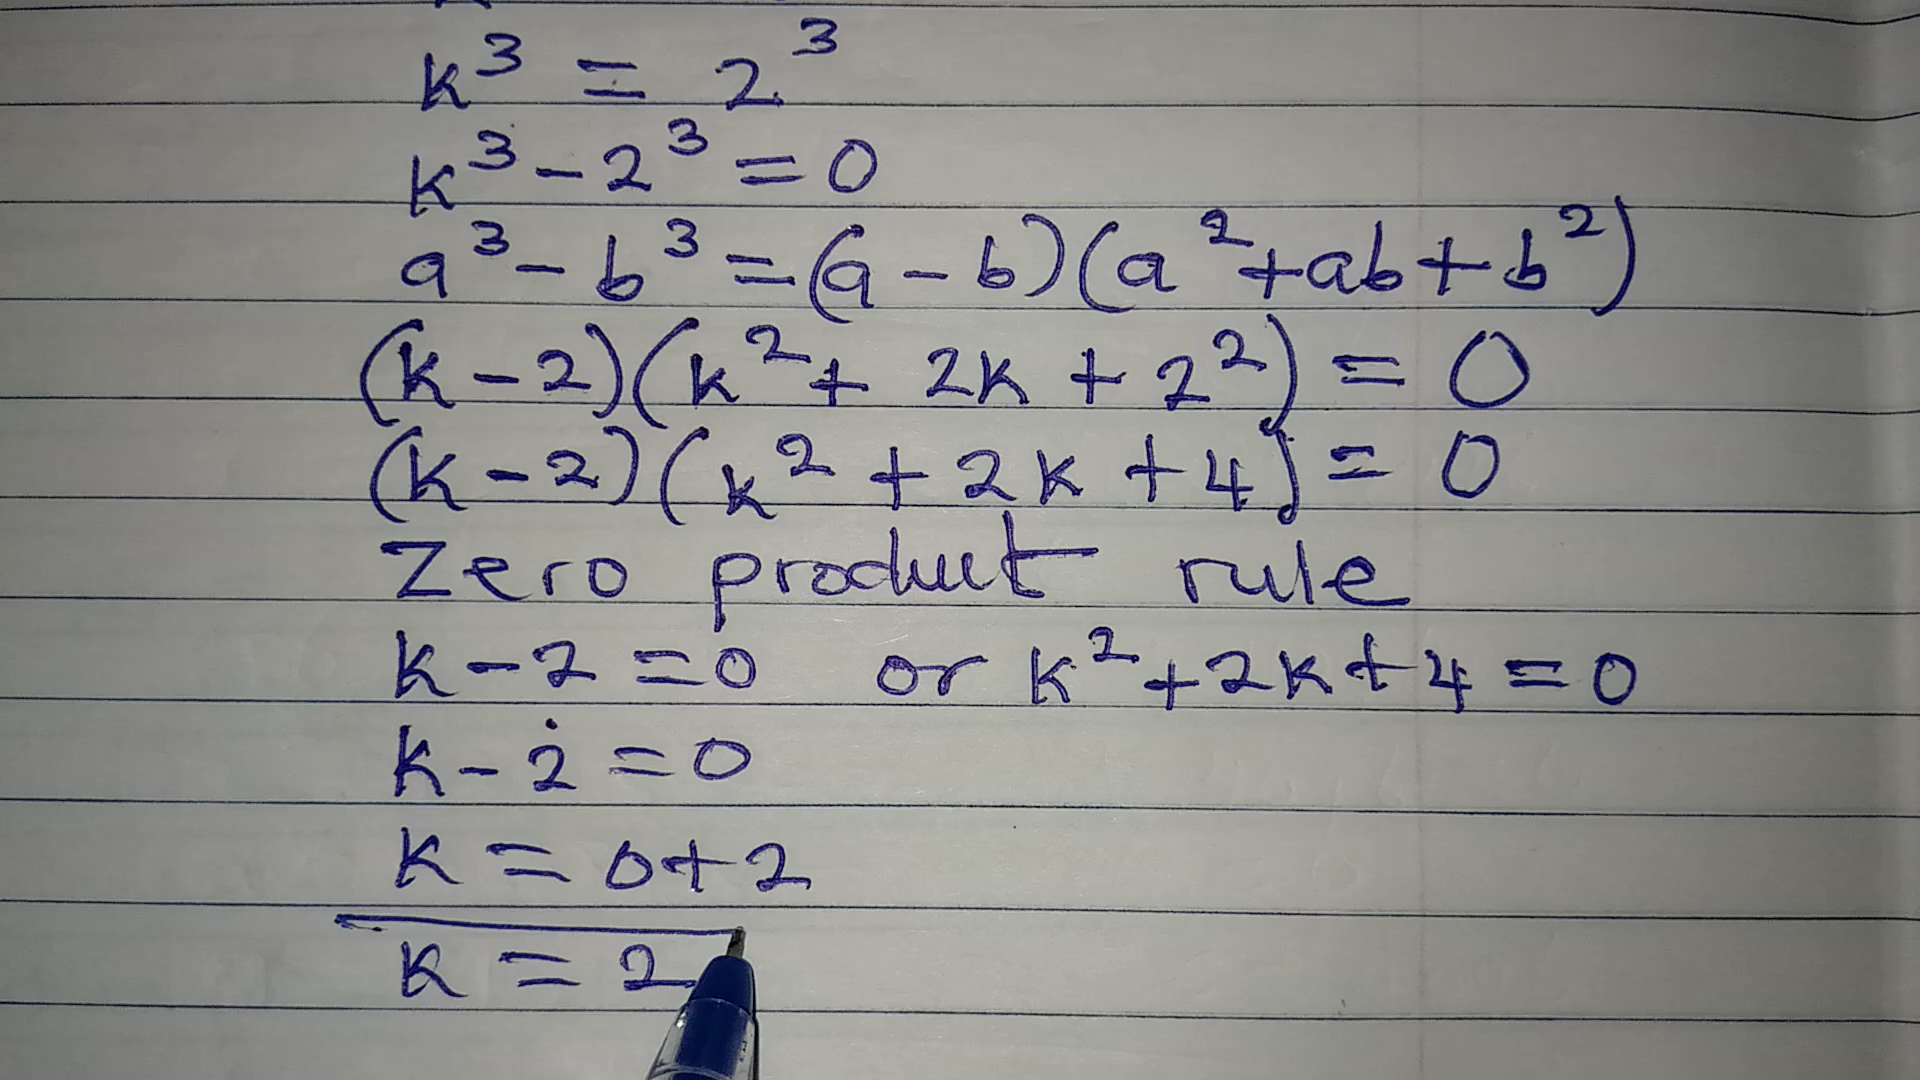 k³ = 2³
k³ - 2³ = 0
a³ - b³ = (a - b)(a² + ab + b²)
(k - 2)(k² + 2k + 2²) = 0
(k - 2)(k² + 2k + 4) = 0
Zero product rule
k - 2 = 0 or k² + 2k + 4 = 0
k - 2 = 0
k = 0 + 2
k = 2